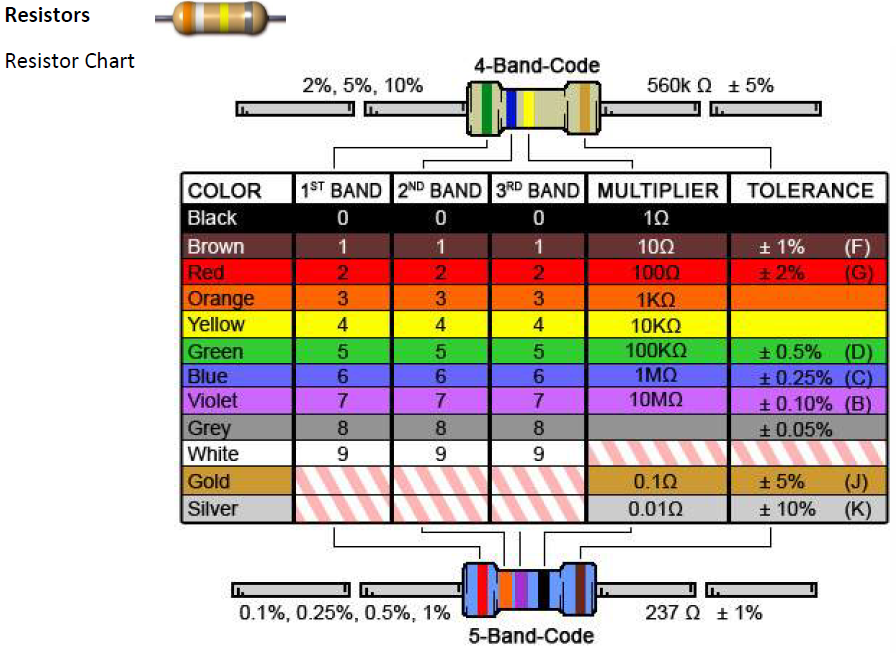 Resistors
Resistor Chart
4-Band-Code
2%, 5%, 10%
560k Ω ± 5%
COLOR 1ST BAND 2ND BAND 3RD BAND MULTIPLIER TOLERANCE
Black 0 0 0 1Ω
Brown 1 1 1 10Ω ± 1% (F)
Red 2 2 2 100Ω ± 2% (G)
Orange 3 3 3 1KΩ
Yellow 4 4 4 10KΩ
Green 5 5 5 100KΩ ± 0.5% (D)
Blue 6 6 6 1MΩ ± 0.25% (C)
Violet 7 7 7 10MΩ ± 0.10% (B)
Grey 8 8 8 ± 0.05%
White 9 9 9
Gold 0.1Ω ± 5% (J)
Silver 0.01Ω ± 10% (K)
0.1%, 0.25%, 0.5%, 1%
237 Ω ± 1%
5-Band-Code